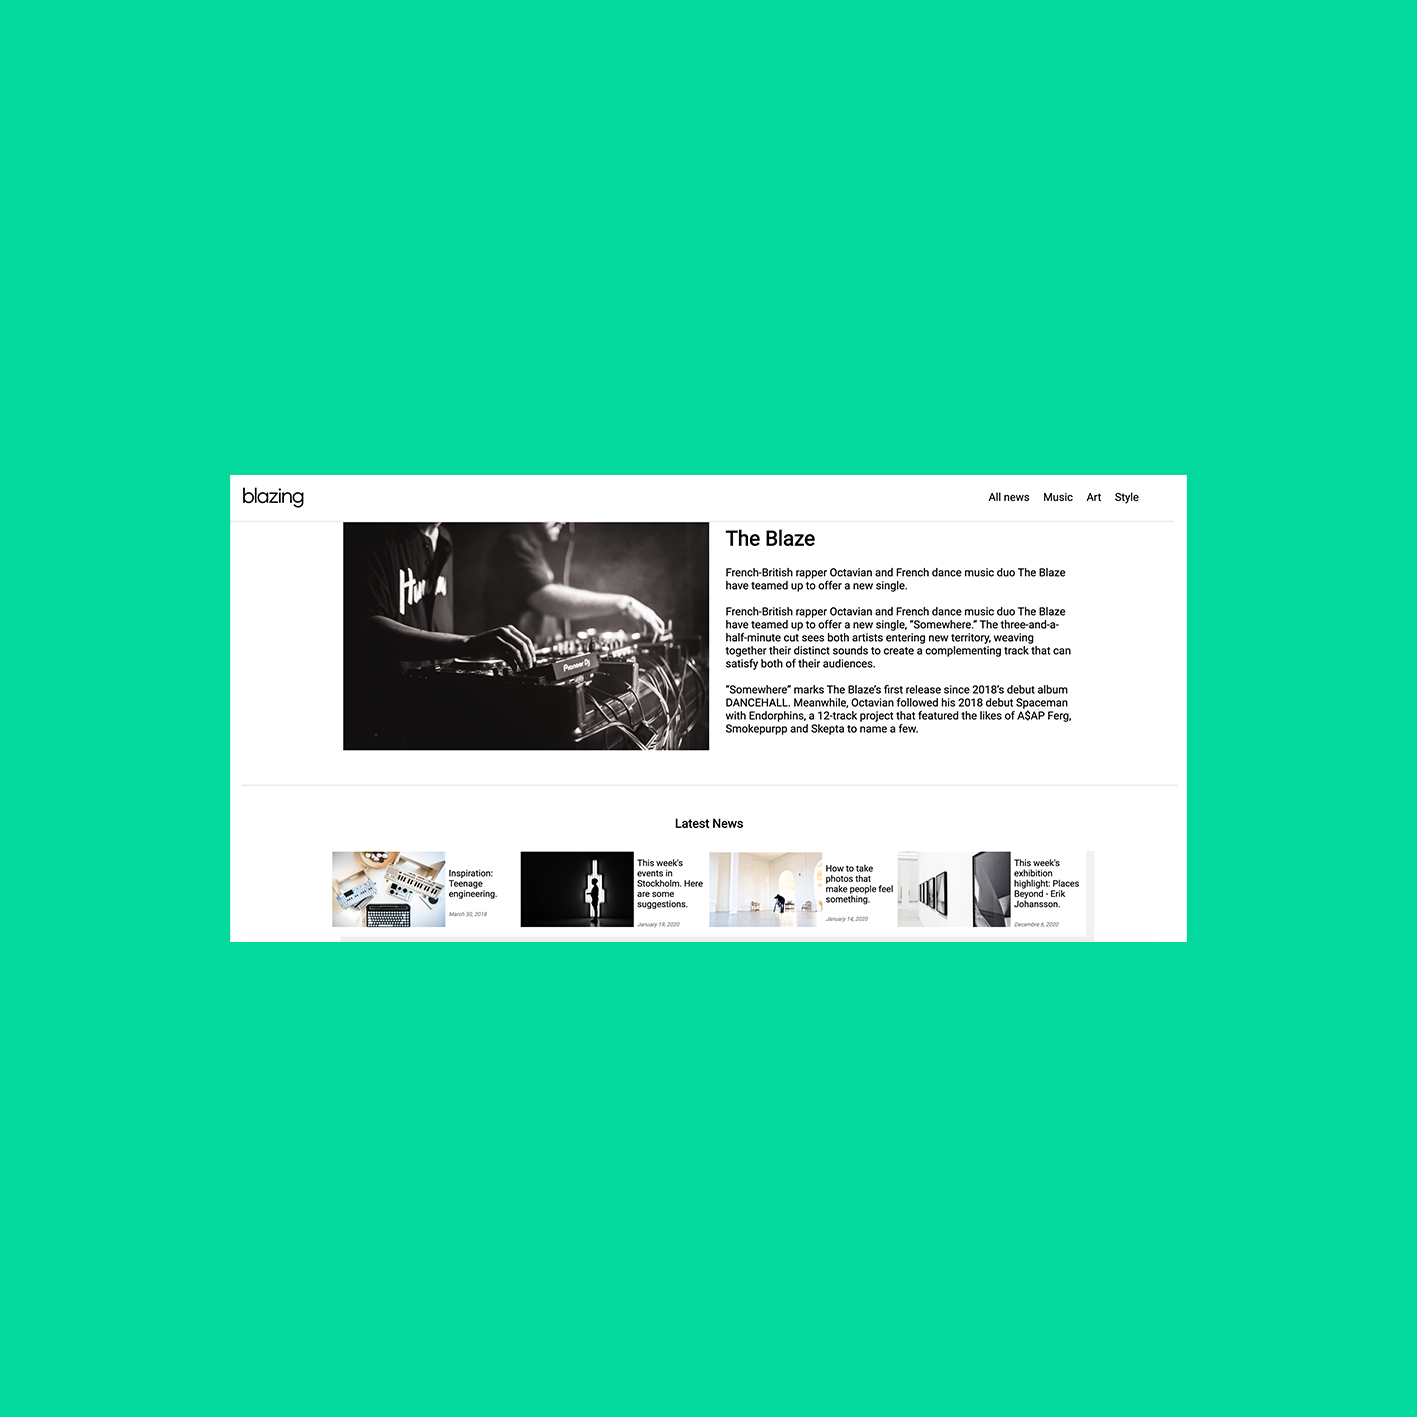 blazing
All news Music Art Style
The Blaze
French-British rapper Octavian and French dance music duo The Blaze
have teamed up to offer a new single.
French-British rapper Octavian and French dance music duo The Blaze
have teamed up to offer a new single, “Somewhere.” The three-and-a-
half-minute cut sees both artists entering new territory, weaving
together their distinct sounds to create a complementing track that can
satisfy both of their audiences.
“Somewhere” marks The Blaze’s first release since 2018’s debut album
DANCEHALL. Meanwhile, Octavian followed his 2018 debut Spaceman
with Endorphins, a 12-track project that featured the likes of A$AP Ferg,
Smokepurpp and Skepta to name a few.
Pioneer Dj
Latest News
Inspiration:
Teenage
engineering.
March 30, 2018
This week's
events in
Stockholm. Here
are some
suggestions.
January 19, 2020
How to take
photos that
make people feel
something.
January 14, 2020
This week's
exhibition
highlight: Places
Beyond - Erik
Johansson.
Decembre 6, 2020